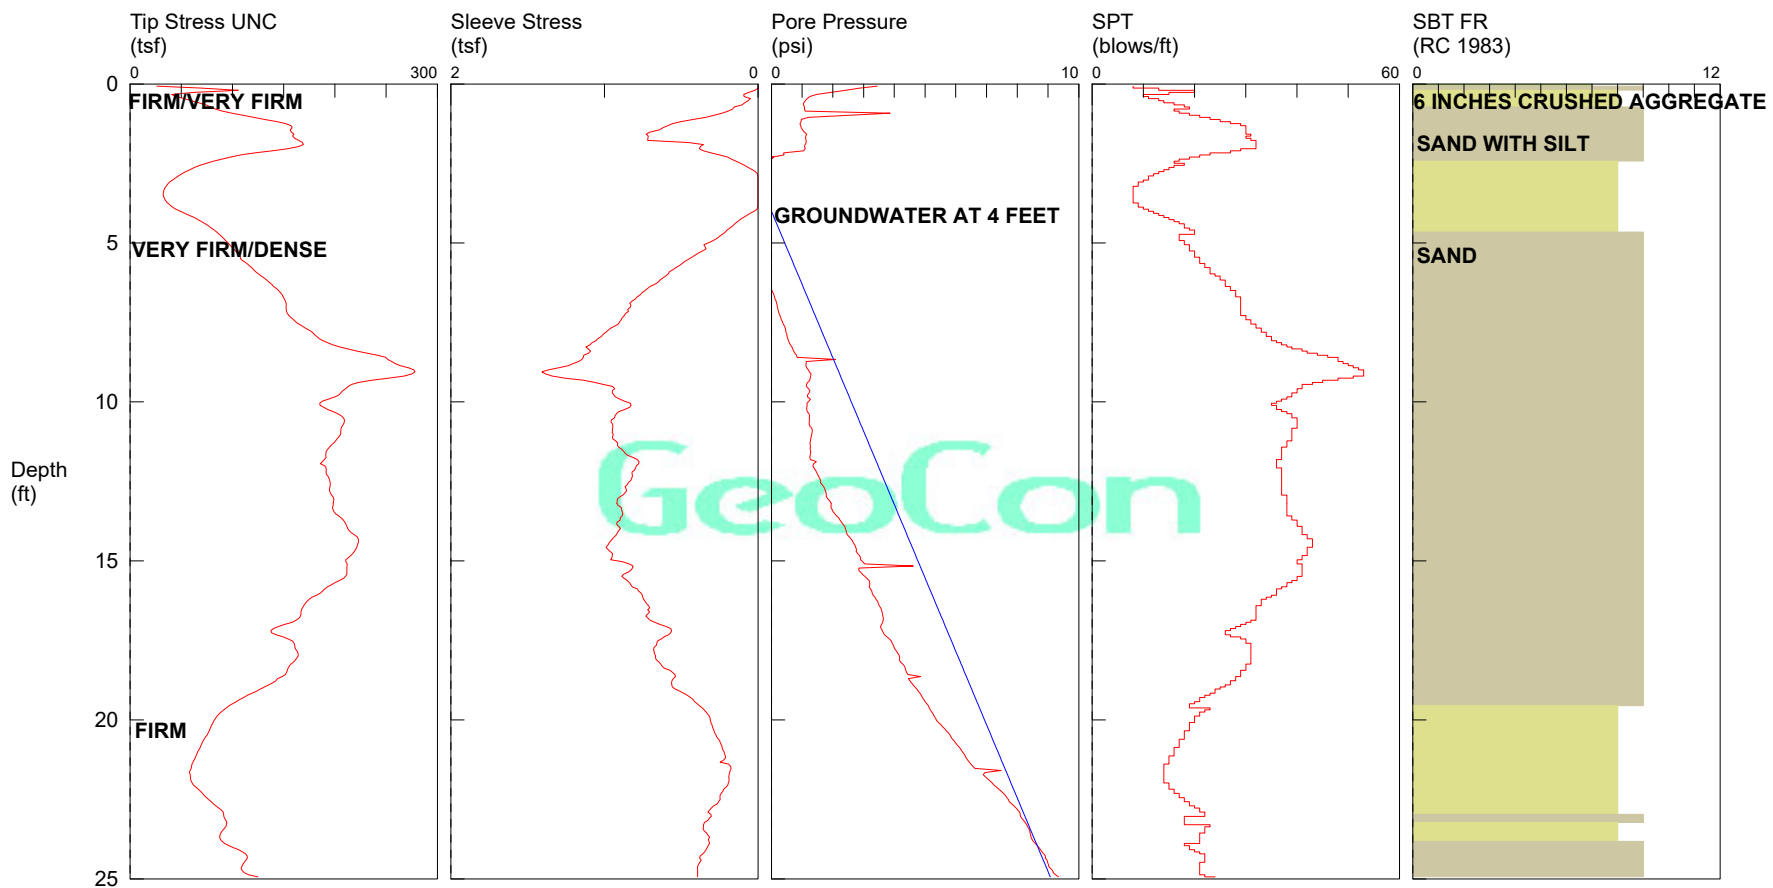 Tip Stress UNC
(tsf)
Sleeve Stress
(tsf)
Pore Pressure
(psi)
SPT
(blows/ft)
SBT FR
(RC 1983)
0 300
2 0
0 10
0 60
0 12
0
FIRM/VERY FIRM
6 INCHES CRUSHED AGGREGATE
SAND WITH SILT
GROUNDWATER AT 4 FEET
5
VERY FIRM/DENSE
SAND
10
Depth
(ft)
GeoCon
15
20
FIRM
25